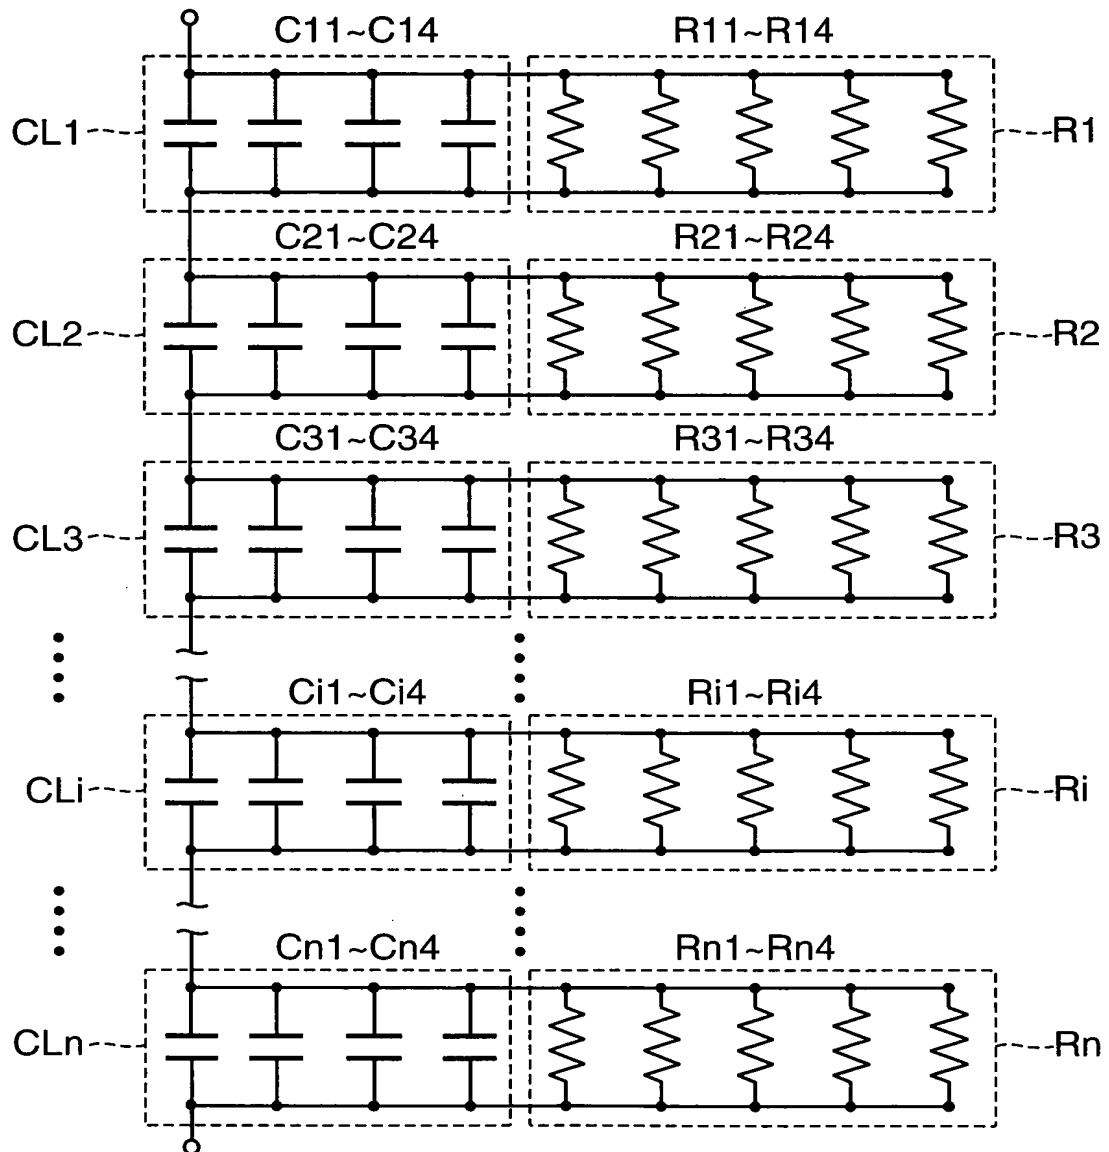 C11~C14 R11~R14
CL1 R1
C21~C24 R21~R24
CL2 R2
C31~C34 R31~R34
CL3 R3
Ci1~Ci4 Ri1~Ri4
CLi Ri
Cn1~Cn4 Rn1~Rn4
CLn Rn